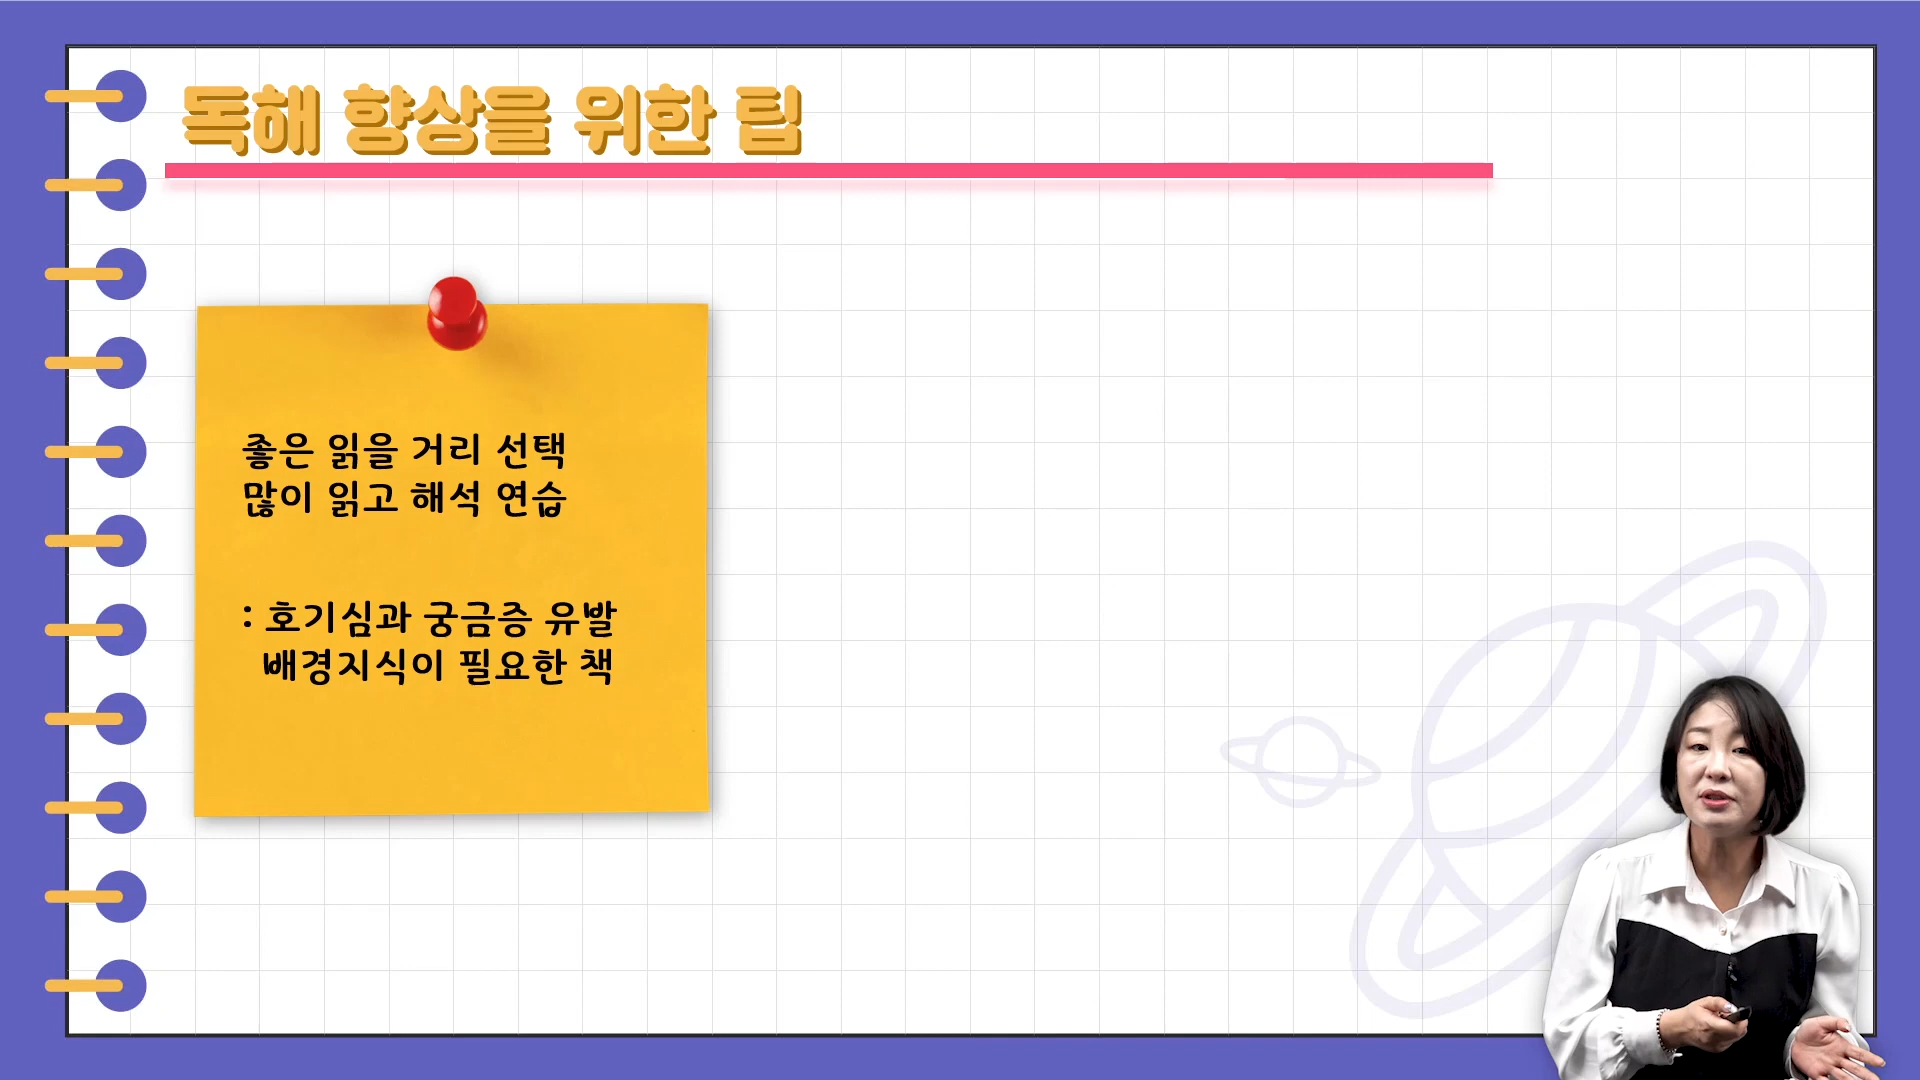 독해 향상을 위한 팁
좋은 읽을 거리 선택
많이 읽고 해석 연습
: 호기심과 궁금증 유발
배경지식이 필요한 책